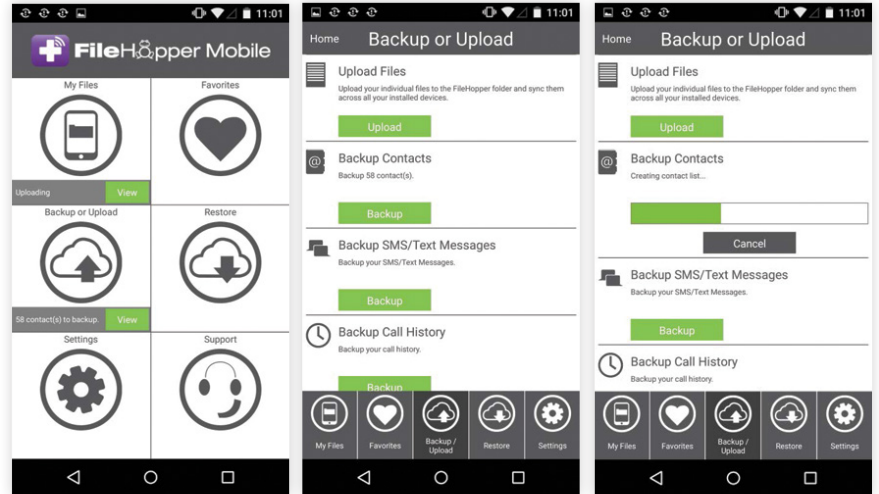 11:01
FileHopper Mobile
My Files
Favorites
Uploading
View
Backup or Upload
Restore
58 contact(s) to backup.
View
Settings
Support
11:01
Home
Backup or Upload
Upload Files
Upload your individual files to the FileHopper folder and sync them
across all your installed devices.
Upload
@
Backup Contacts
Backup 58 contact(s).
Backup
Backup SMS/Text Messages
Backup your SMS/Text Messages.
Backup
Backup Call History
Backup your call history.
Backup
My Files
Favorites
Backup /
Upload
Restore
Settings
11:01
Home
Backup or Upload
Upload Files
Upload your individual files to the FileHopper folder and sync them
across all your installed devices.
Upload
@
Backup Contacts
Creating contact list...
Cancel
Backup SMS/Text Messages
Backup your SMS/Text Messages.
Backup
Backup Call History
Backup your call history.
My Files
Favorites
Backup /
Upload
Restore
Settings